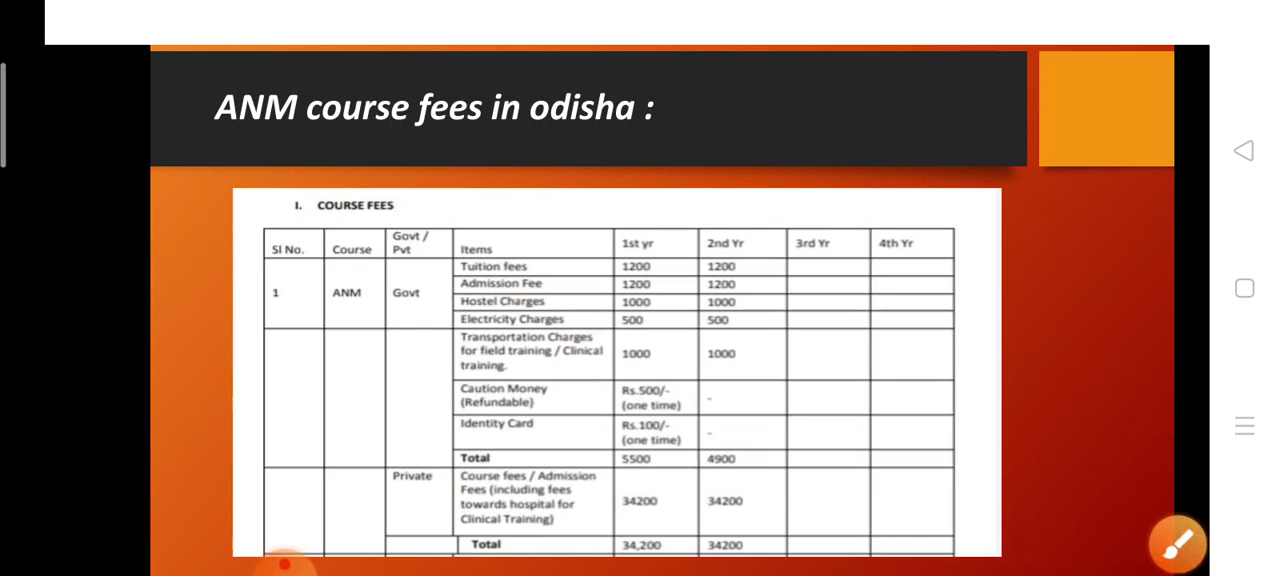 ANM course fees in odisha :
I. COURSE FEES
Sl No. Course Govt / Pvt Items 1st yr 2nd Yr 3rd Yr 4th Yr
1 ANM Govt Tuition fees 1200 1200
Admission Fee 1200 1200
Hostel Charges 1000 1000
Electricity Charges 500 500
Transportation Charges
for field training / Clinical 1000 1000
training.
Caution Money Rs.500/- -
(Refundable) (one time)
Identity Card Rs.100/- -
(one time)
Total 5500 4900
Private Course fees / Admission
Fees (including fees
towards hospital for 34200 34200
Clinical Training)
Total 34,200 34200